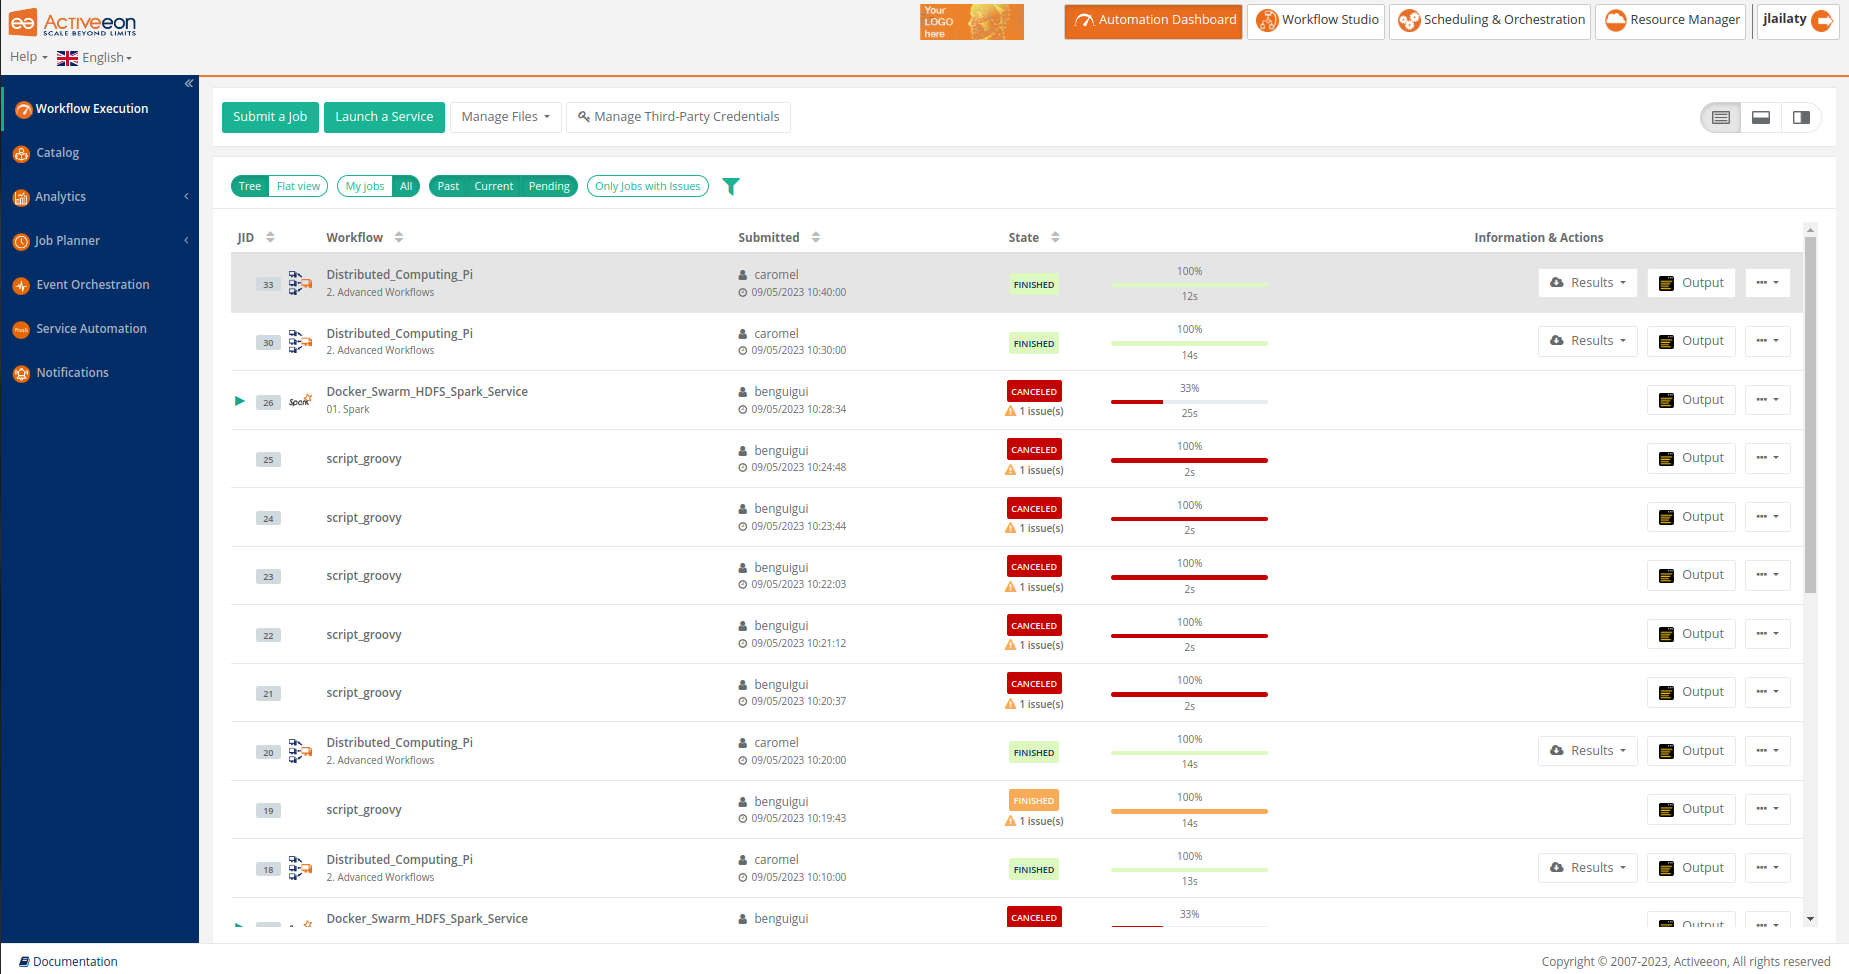 Activeeon
SCALE BEYOND LIMITS
Your
LOGO
here
Automation Dashboard
Workflow Studio
Scheduling & Orchestration
Resource Manager
jlailaty
Help
English
Workflow Execution
Catalog
Analytics
Job Planner
Event Orchestration
Service Automation
Notifications
Submit a Job
Launch a Service
Manage Files
Manage Third-Party Credentials
Tree
Flat view
My jobs
All
Past
Current
Pending
Only Jobs with Issues
JID
Workflow
Submitted
State
Information & Actions
33
Distributed_Computing_Pi
2. Advanced Workflows
caromel
09/05/2023 10:40:00
FINISHED
100%
12s
Results
Output
30
Distributed_Computing_Pi
2. Advanced Workflows
caromel
09/05/2023 10:30:00
FINISHED
100%
14s
Results
Output
26
Spark
Docker_Swarm_HDFS_Spark_Service
01. Spark
benguigui
09/05/2023 10:28:34
CANCELED
1 issue(s)
33%
25s
Output
25
script_groovy
benguigui
09/05/2023 10:24:48
CANCELED
1 issue(s)
100%
2s
Output
24
script_groovy
benguigui
09/05/2023 10:23:44
CANCELED
1 issue(s)
100%
2s
Output
23
script_groovy
benguigui
09/05/2023 10:22:03
CANCELED
1 issue(s)
100%
2s
Output
22
script_groovy
benguigui
09/05/2023 10:21:12
CANCELED
1 issue(s)
100%
2s
Output
21
script_groovy
benguigui
09/05/2023 10:20:37
CANCELED
1 issue(s)
100%
2s
Output
20
Distributed_Computing_Pi
2. Advanced Workflows
caromel
09/05/2023 10:20:00
FINISHED
100%
14s
Results
Output
19
script_groovy
benguigui
09/05/2023 10:19:43
FINISHED
1 issue(s)
100%
14s
Output
18
Distributed_Computing_Pi
2. Advanced Workflows
caromel
09/05/2023 10:10:00
FINISHED
100%
13s
Results
Output
Docker_Swarm_HDFS_Spark_Service
benguigui
CANCELED
33%
Output
Documentation
Copyright © 2007-2023, Activeeon, All rights reserved